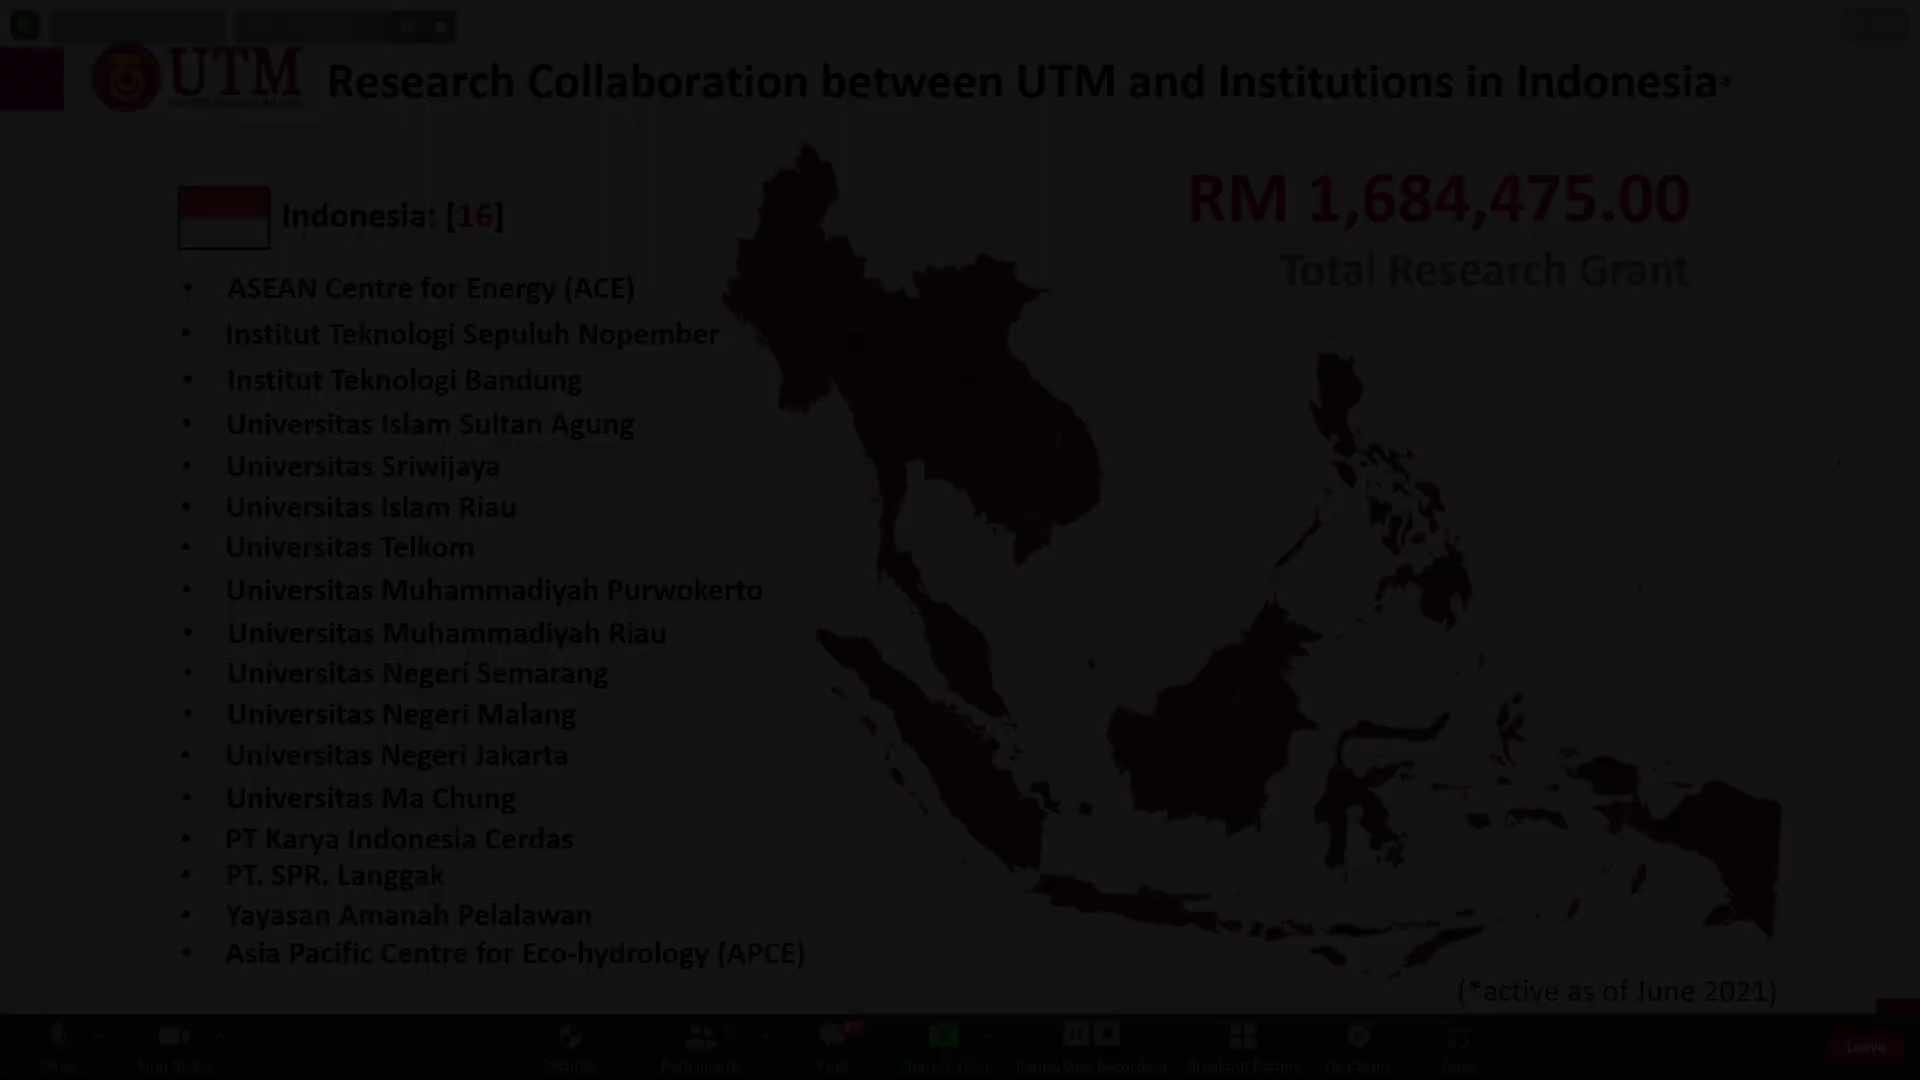 UTM
Research Collaboration between UTM and Institutions in Indonesia*
RM 1,684,475.00
Total Research Grant
Indonesia: [16]
• ASEAN Centre for Energy (ACE)
• Institut Teknologi Sepuluh Nopember
• Institut Teknologi Bandung
• Universitas Islam Sultan Agung
• Universitas Sriwijaya
• Universitas Islam Riau
• Universitas Telkom
• Universitas Muhammadiyah Purwokerto
• Universitas Muhammadiyah Riau
• Universitas Negeri Semarang
• Universitas Negeri Malang
• Universitas Negeri Jakarta
• Universitas Ma Chung
• PT Karya Indonesia Cerdas
• PT. SPR. Langgak
• Yayasan Amanah Pelalawan
• Asia Pacific Centre for Eco-hydrology (APCE)
(*active as of June 2021)
Leave